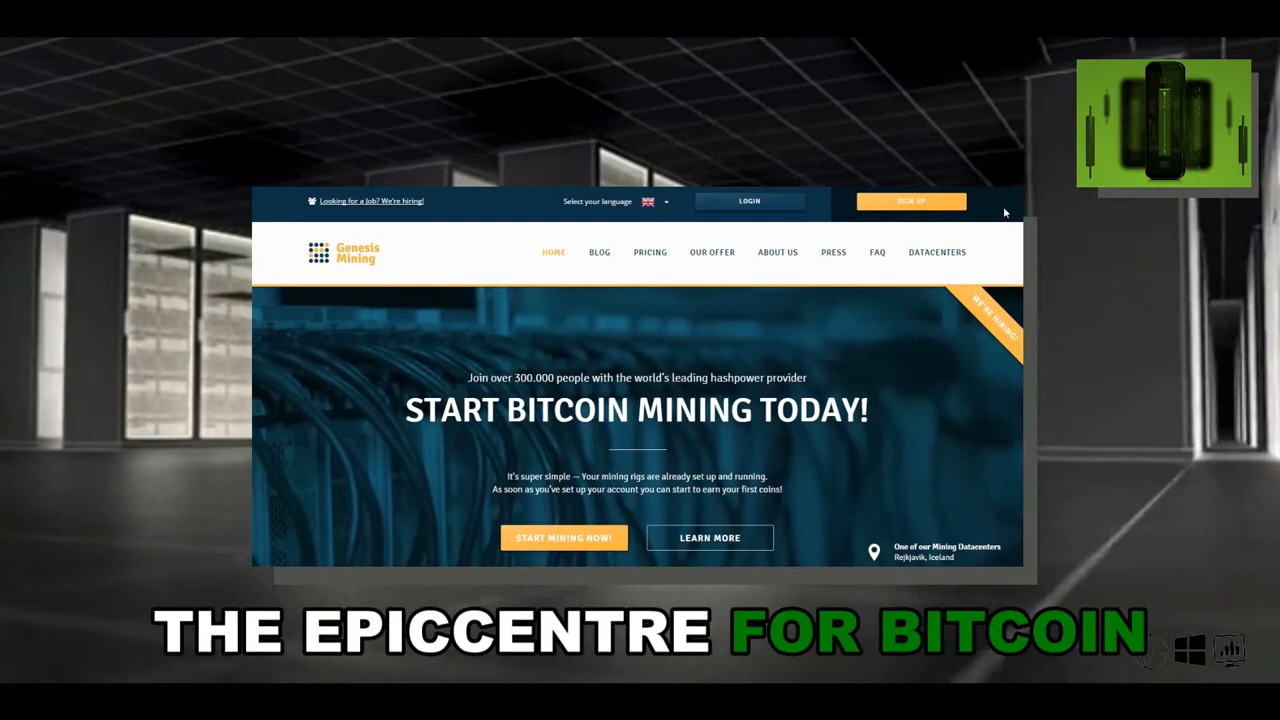 Looking for a Job? We're hiring!
Select your language
LOGIN
SIGN UP
Genesis
Mining
HOME BLOG PRICING OUR OFFER ABOUT US PRESS FAQ DATACENTERS
WE'RE HIRING!
Join over 300.000 people with the world's leading hashpower provider
START BITCOIN MINING TODAY!
It's super simple — Your mining rigs are already set up and running.
As soon as you've set up your account you can start to earn your first coins!
START MINING NOW!
LEARN MORE
One of our Mining Datacenters
Rejkjavik, Iceland
THE EPICCENTRE FOR BITCOIN